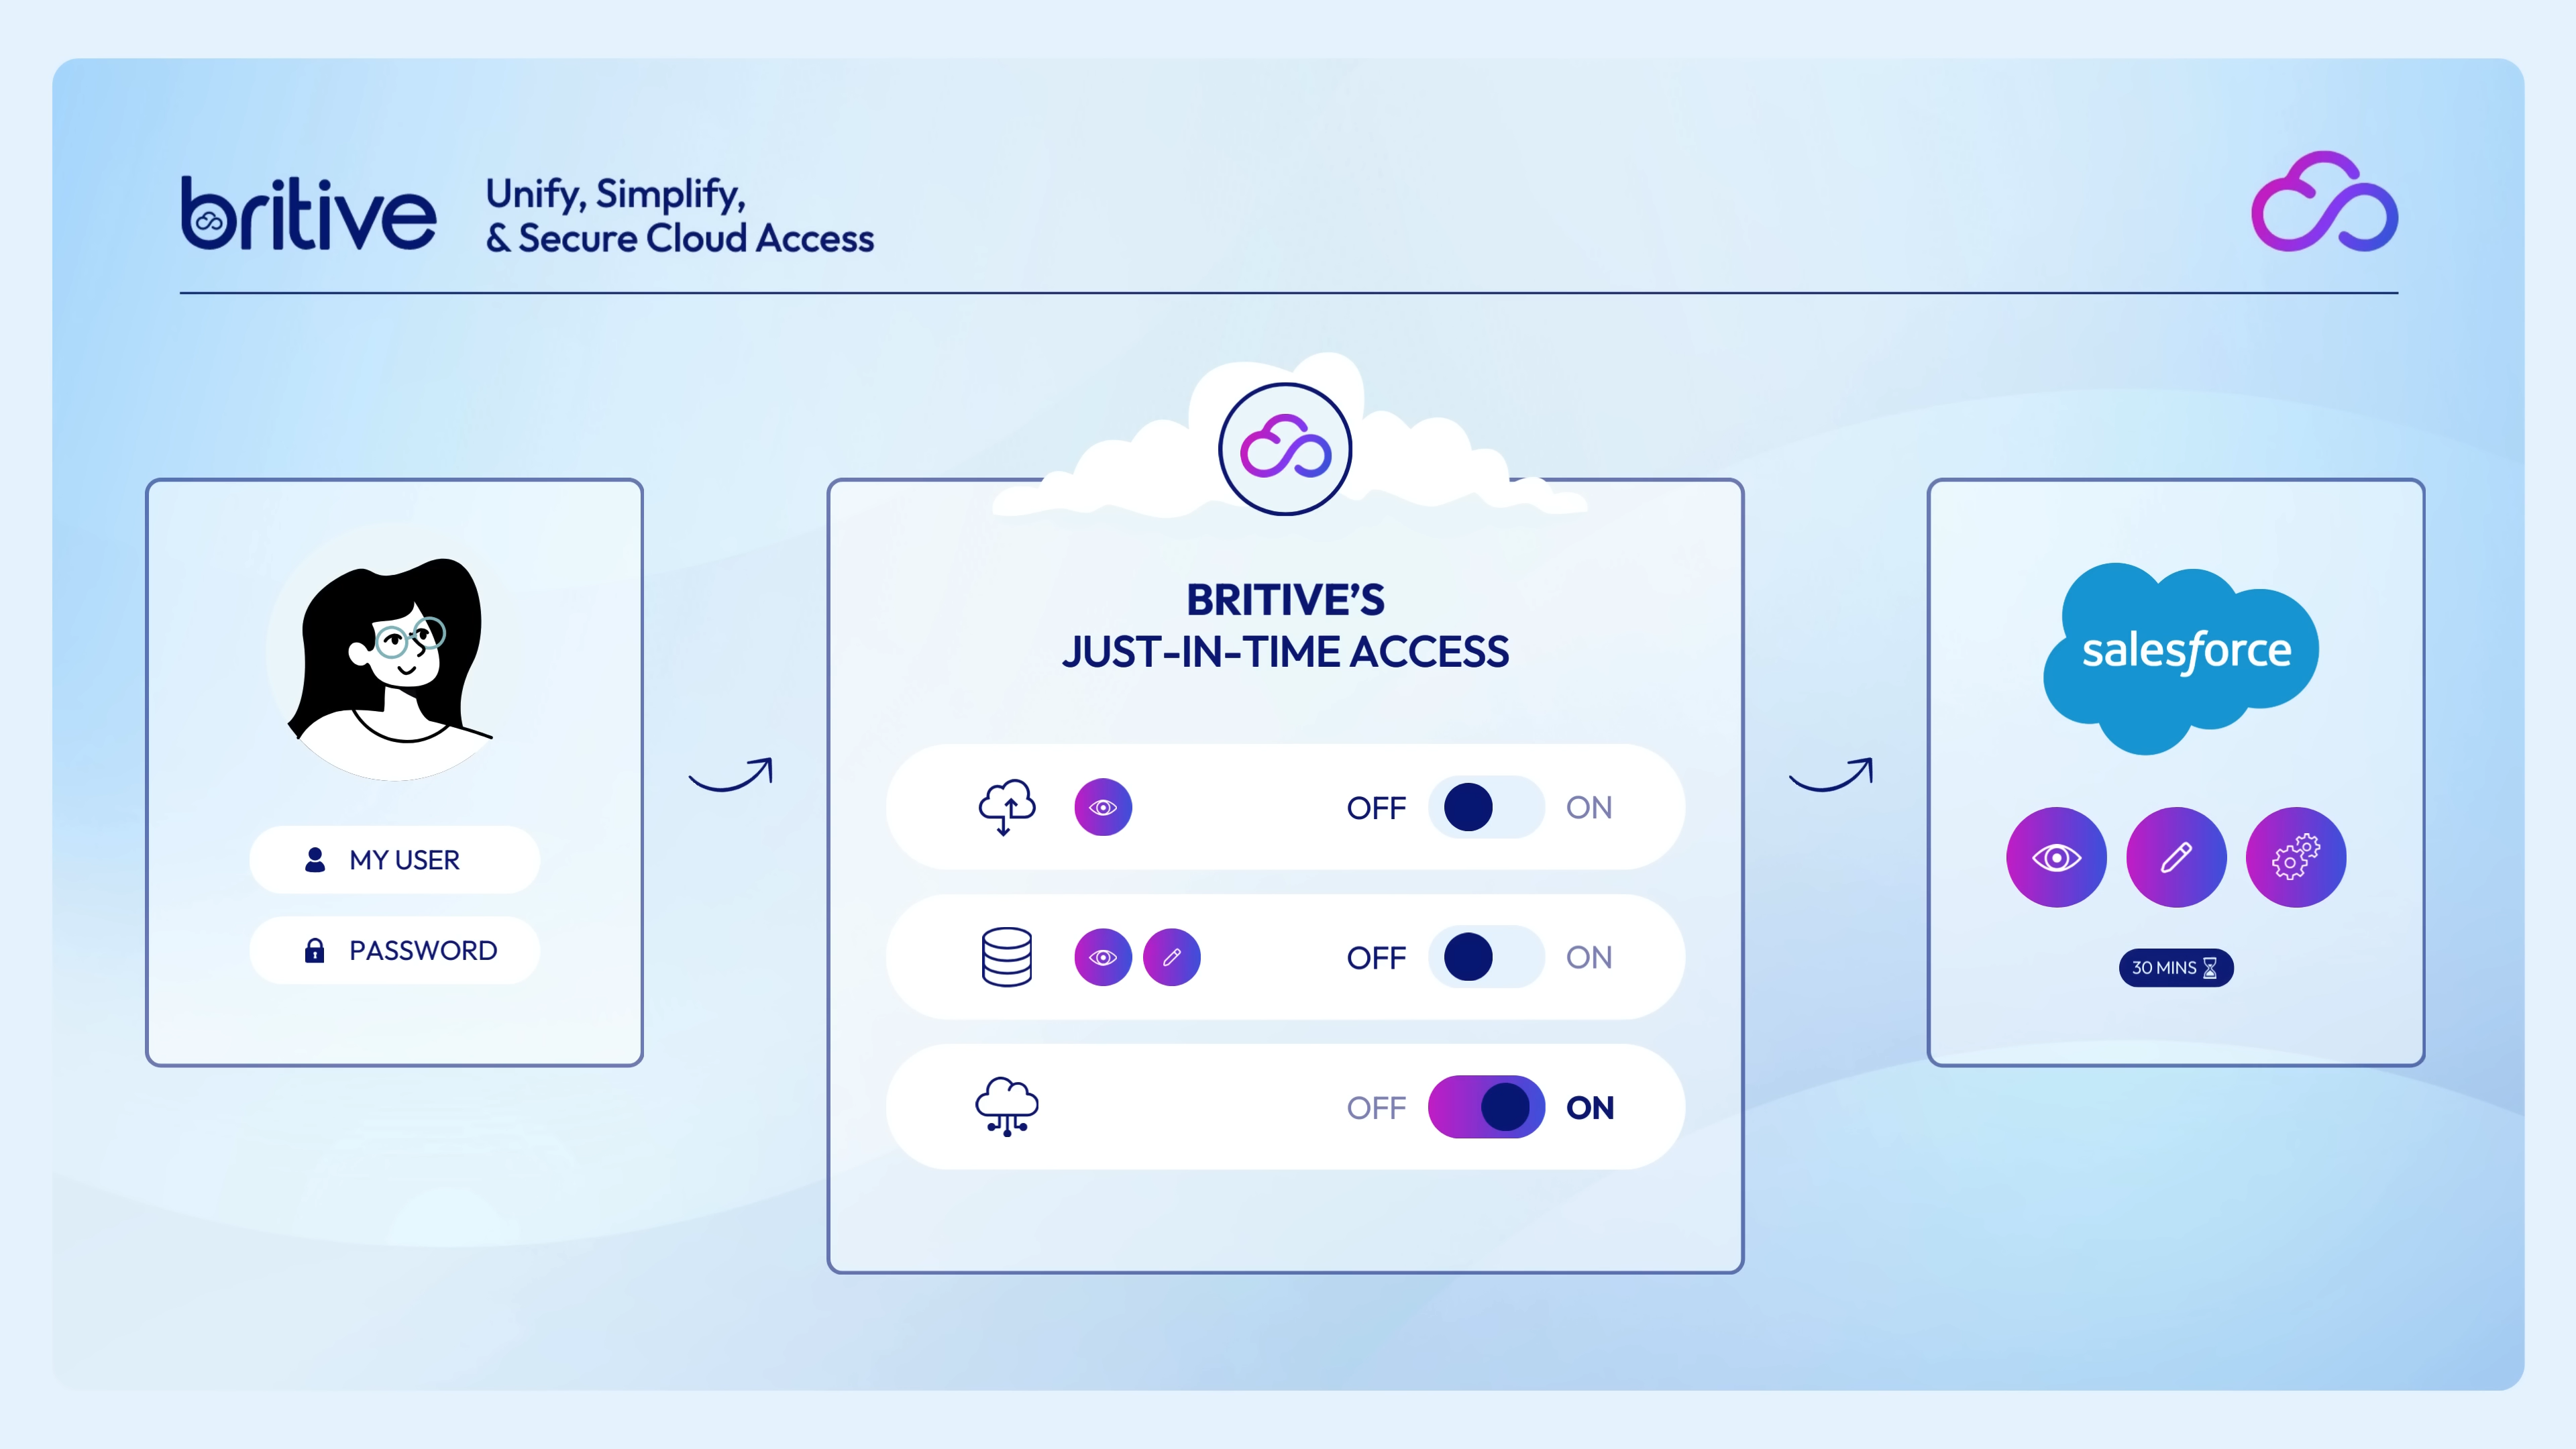 britive
Unify, Simplify,
& Secure Cloud Access
MY USER
PASSWORD
BRITIVE’S
JUST-IN-TIME ACCESS
OFF ON
OFF ON
OFF ON
salesforce
30 MINS